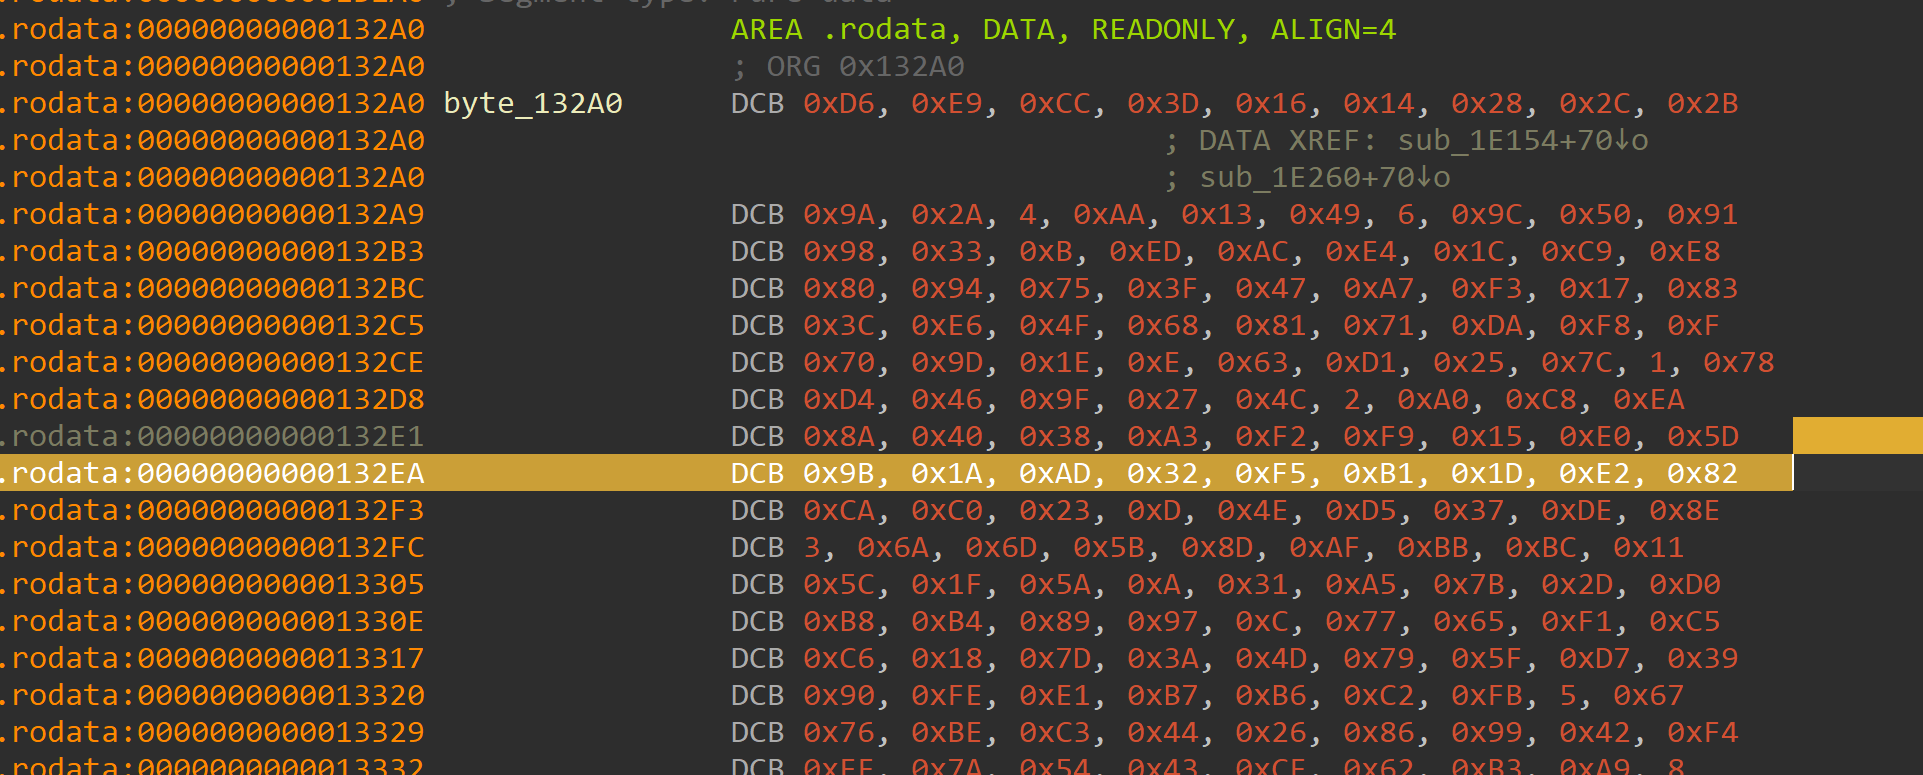 .rodata:00000000000132A0 AREA .rodata, DATA, READONLY, ALIGN=4
.rodata:00000000000132A0 ; ORG 0x132A0
.rodata:00000000000132A0 byte_132A0 DCB 0xD6, 0xE9, 0xCC, 0x3D, 0x16, 0x14, 0x28, 0x2C, 0x2B
.rodata:00000000000132A0 ; DATA XREF: sub_1E154+70↓o
.rodata:00000000000132A0 ; sub_1E260+70↓o
.rodata:00000000000132A9 DCB 0x9A, 0x2A, 4, 0xAA, 0x13, 0x49, 6, 0x9C, 0x50, 0x91
.rodata:00000000000132B3 DCB 0x98, 0x33, 0xB, 0xED, 0xAC, 0xE4, 0x1C, 0xC9, 0xE8
.rodata:00000000000132BC DCB 0x80, 0x94, 0x75, 0x3F, 0x47, 0xA7, 0xF3, 0x17, 0x83
.rodata:00000000000132C5 DCB 0x3C, 0xE6, 0x4F, 0x68, 0x81, 0x71, 0xDA, 0xF8, 0xF
.rodata:00000000000132CE DCB 0x70, 0x9D, 0x1E, 0xE, 0x63, 0xD1, 0x25, 0x7C, 1, 0x78
.rodata:00000000000132D8 DCB 0xD4, 0x46, 0x9F, 0x27, 0x4C, 2, 0xA0, 0xC8, 0xEA
.rodata:00000000000132E1 DCB 0x8A, 0x40, 0x38, 0xA3, 0xF2, 0xF9, 0x15, 0xE0, 0x5D
.rodata:00000000000132EA DCB 0x9B, 0x1A, 0xAD, 0x32, 0xF5, 0xB1, 0x1D, 0xE2, 0x82
.rodata:00000000000132F3 DCB 0xCA, 0xC0, 0x23, 0xD, 0x4E, 0xD5, 0x37, 0xDE, 0x8E
.rodata:00000000000132FC DCB 3, 0x6A, 0x6D, 0x5B, 0x8D, 0xAF, 0xBB, 0xBC, 0x11
.rodata:0000000000013305 DCB 0x5C, 0x1F, 0x5A, 0xA, 0x31, 0xA5, 0x7B, 0x2D, 0xD0
.rodata:000000000001330E DCB 0xB8, 0xB4, 0x89, 0x97, 0xC, 0x77, 0x65, 0xF1, 0xC5
.rodata:0000000000013317 DCB 0xC6, 0x18, 0x7D, 0x3A, 0x4D, 0x79, 0x5F, 0xD7, 0x39
.rodata:0000000000013320 DCB 0x90, 0xFE, 0xE1, 0xB7, 0xB6, 0xC2, 0xFB, 5, 0x67
.rodata:0000000000013329 DCB 0x76, 0xBE, 0xC3, 0x44, 0x26, 0x86, 0x99, 0x42, 0xF4
.rodata:0000000000013332 DCB 0x7A, 0x54, 0x43, 0x62, 0xB3, 0xA9, 8